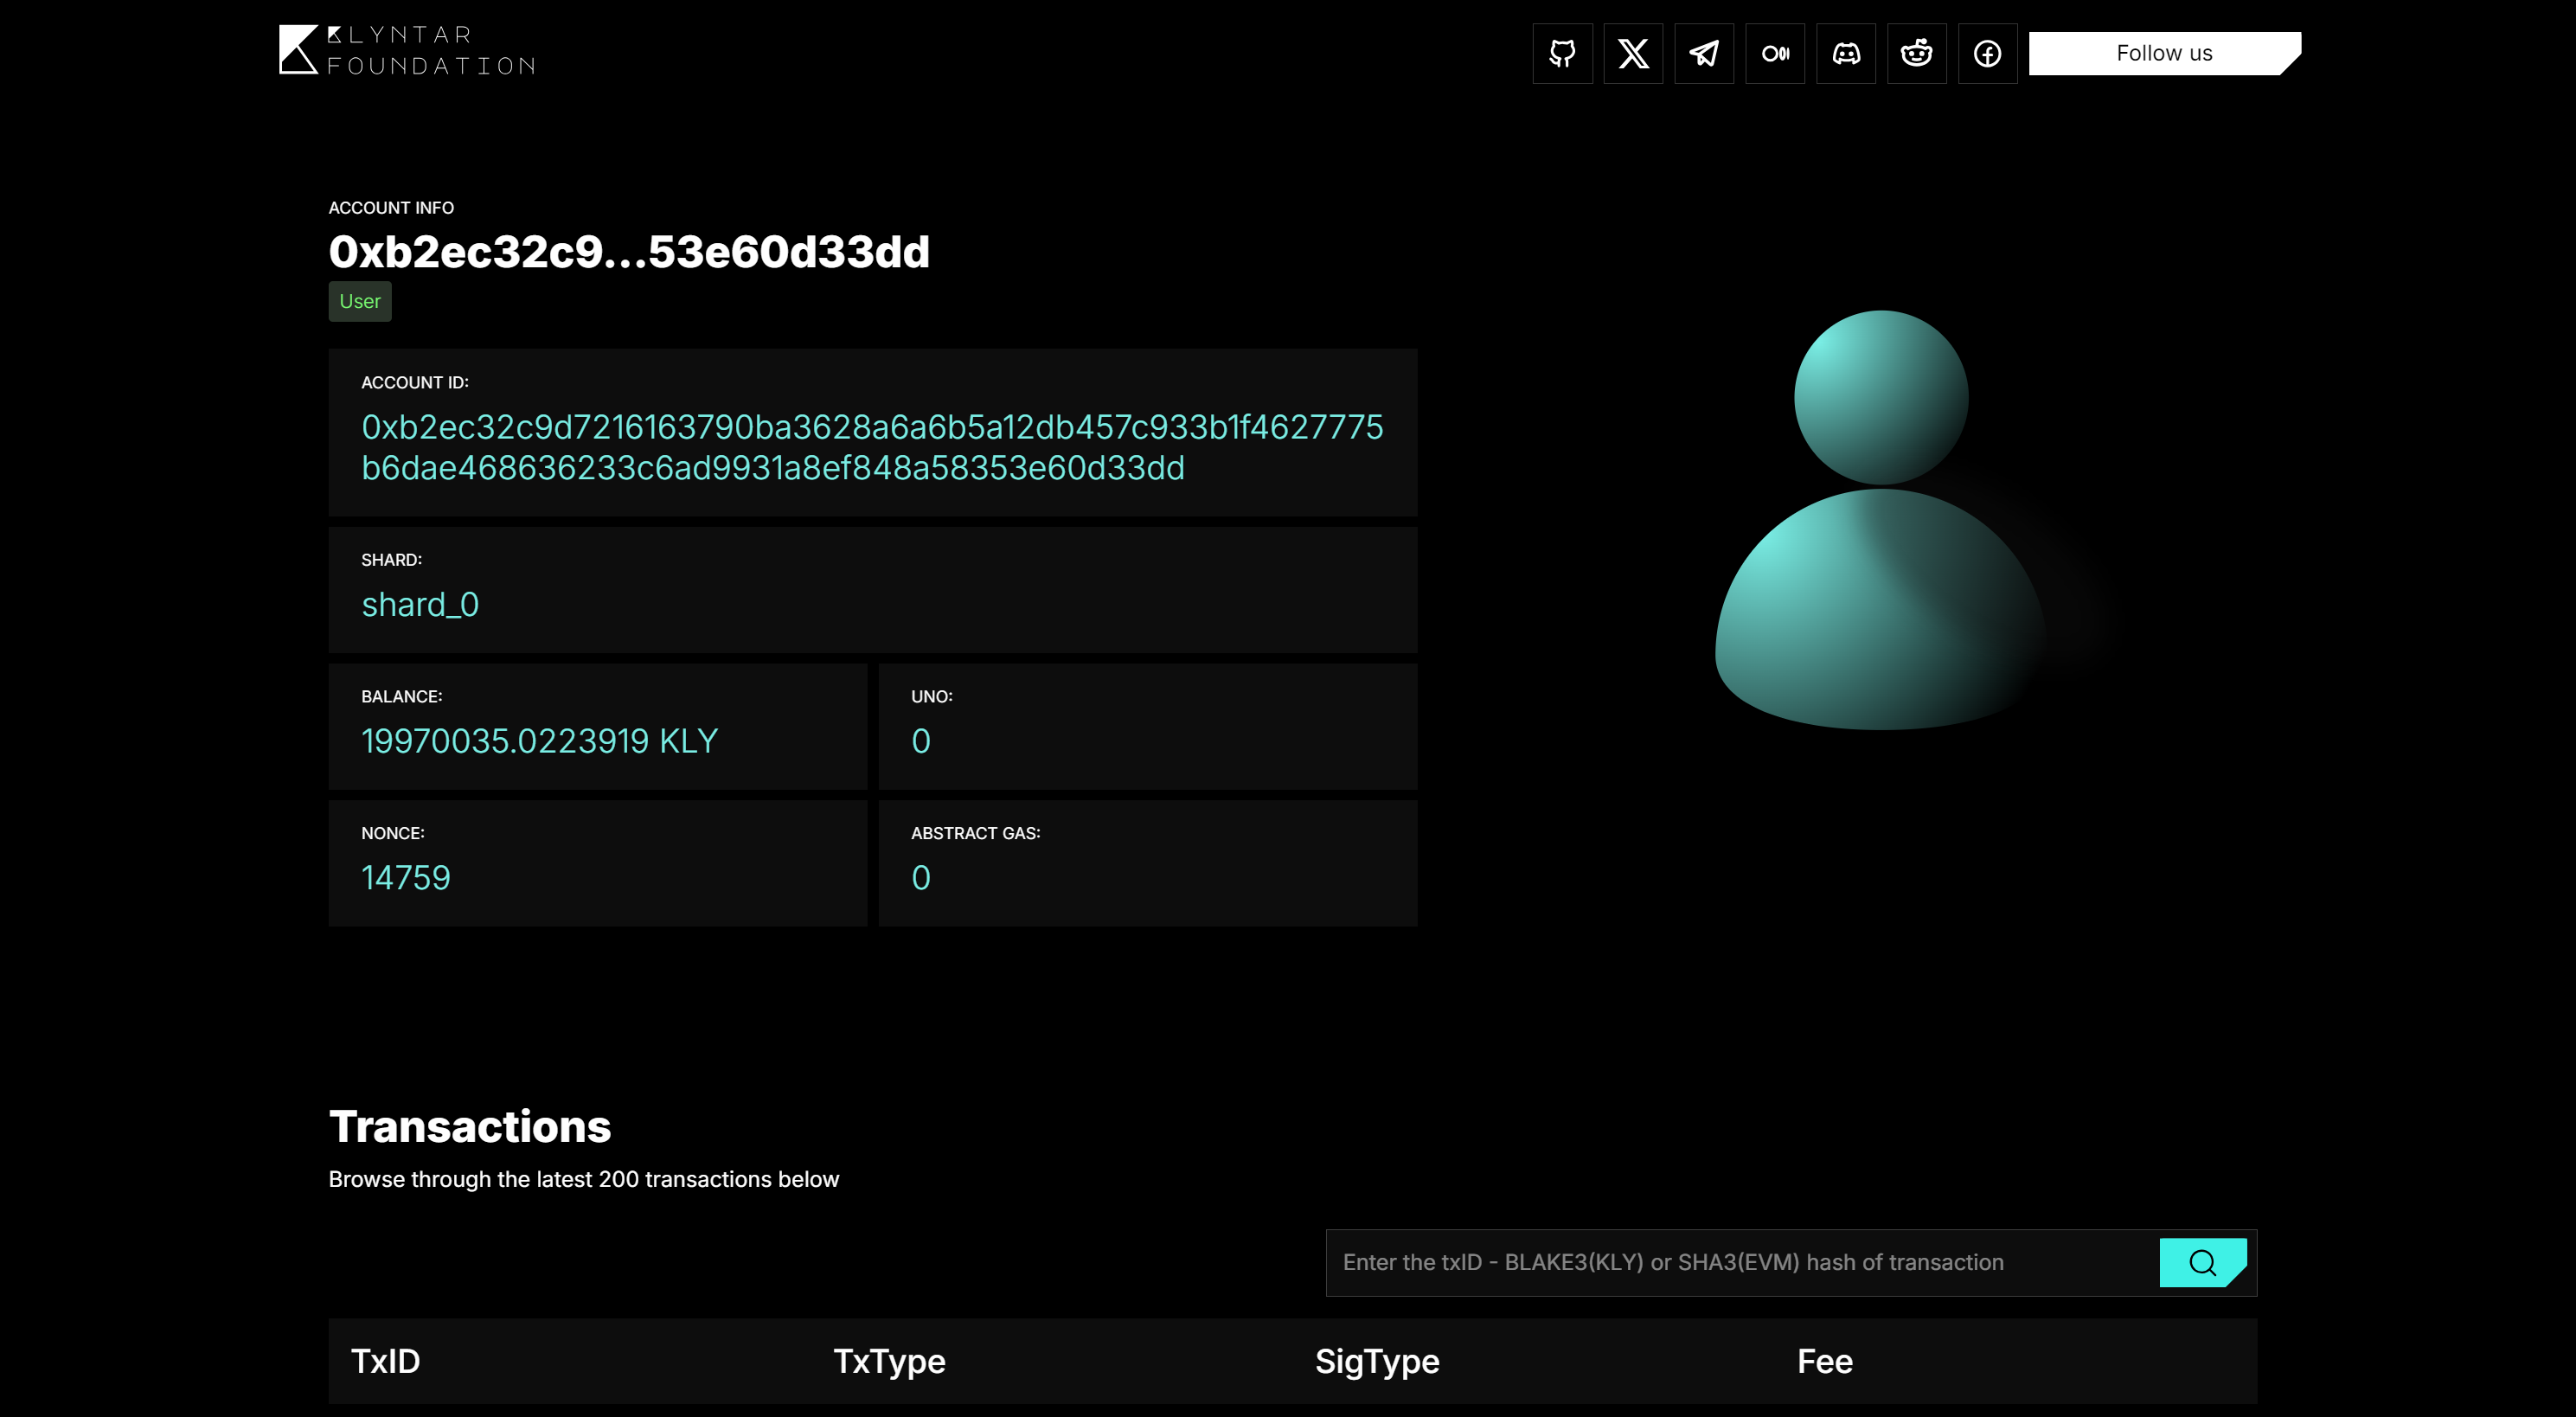 KLYNTAR
FOUNDATION
Follow us
ACCOUNT INFO
0xb2ec32c9...53e60d33dd
User
ACCOUNT ID:
0xb2ec32c9d7216163790ba3628a6a6b5a12db457c933b1f4627775
b6dae468636233c6ad9931a8ef848a58353e60d33dd
SHARD:
shard_0
BALANCE:
19970035.0223919 KLY
UNO:
0
NONCE:
14759
ABSTRACT GAS:
0
Transactions
Browse through the latest 200 transactions below
Enter the txID - BLAKE3(KLY) or SHA3(EVM) hash of transaction
TxID TxType SigType Fee